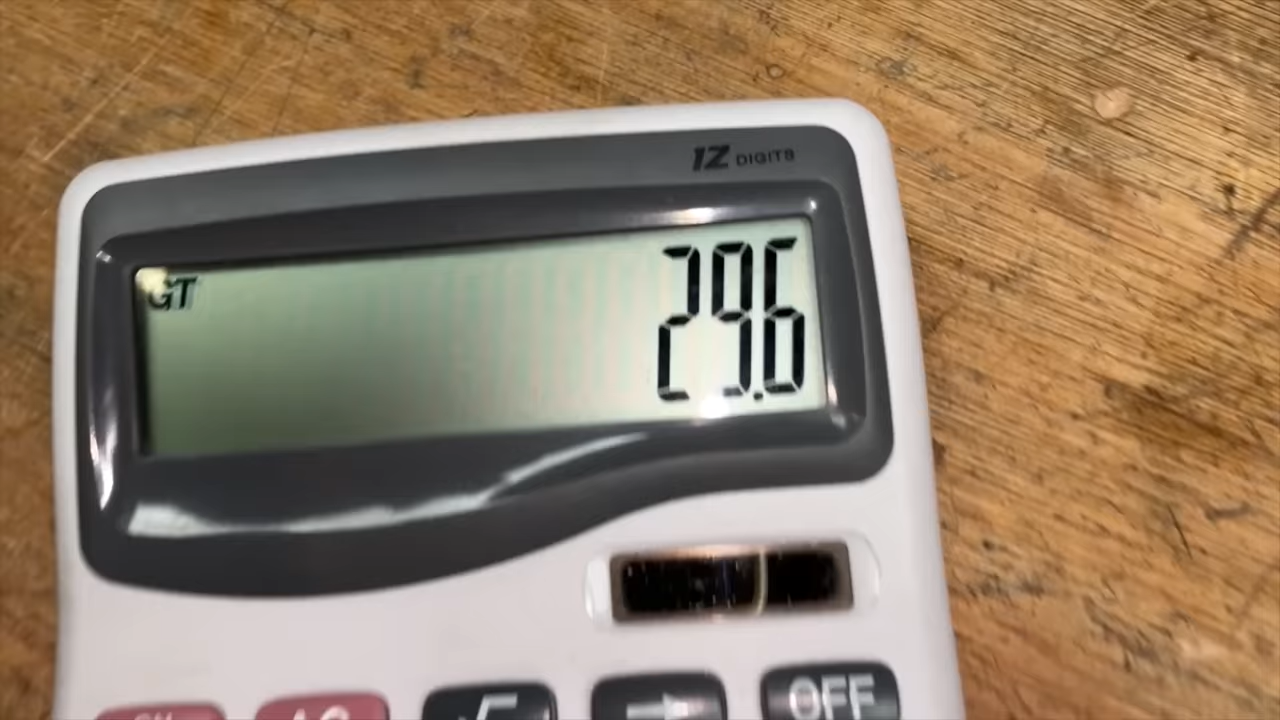 12 DIGITS
GT
29.6
√
→
OFF